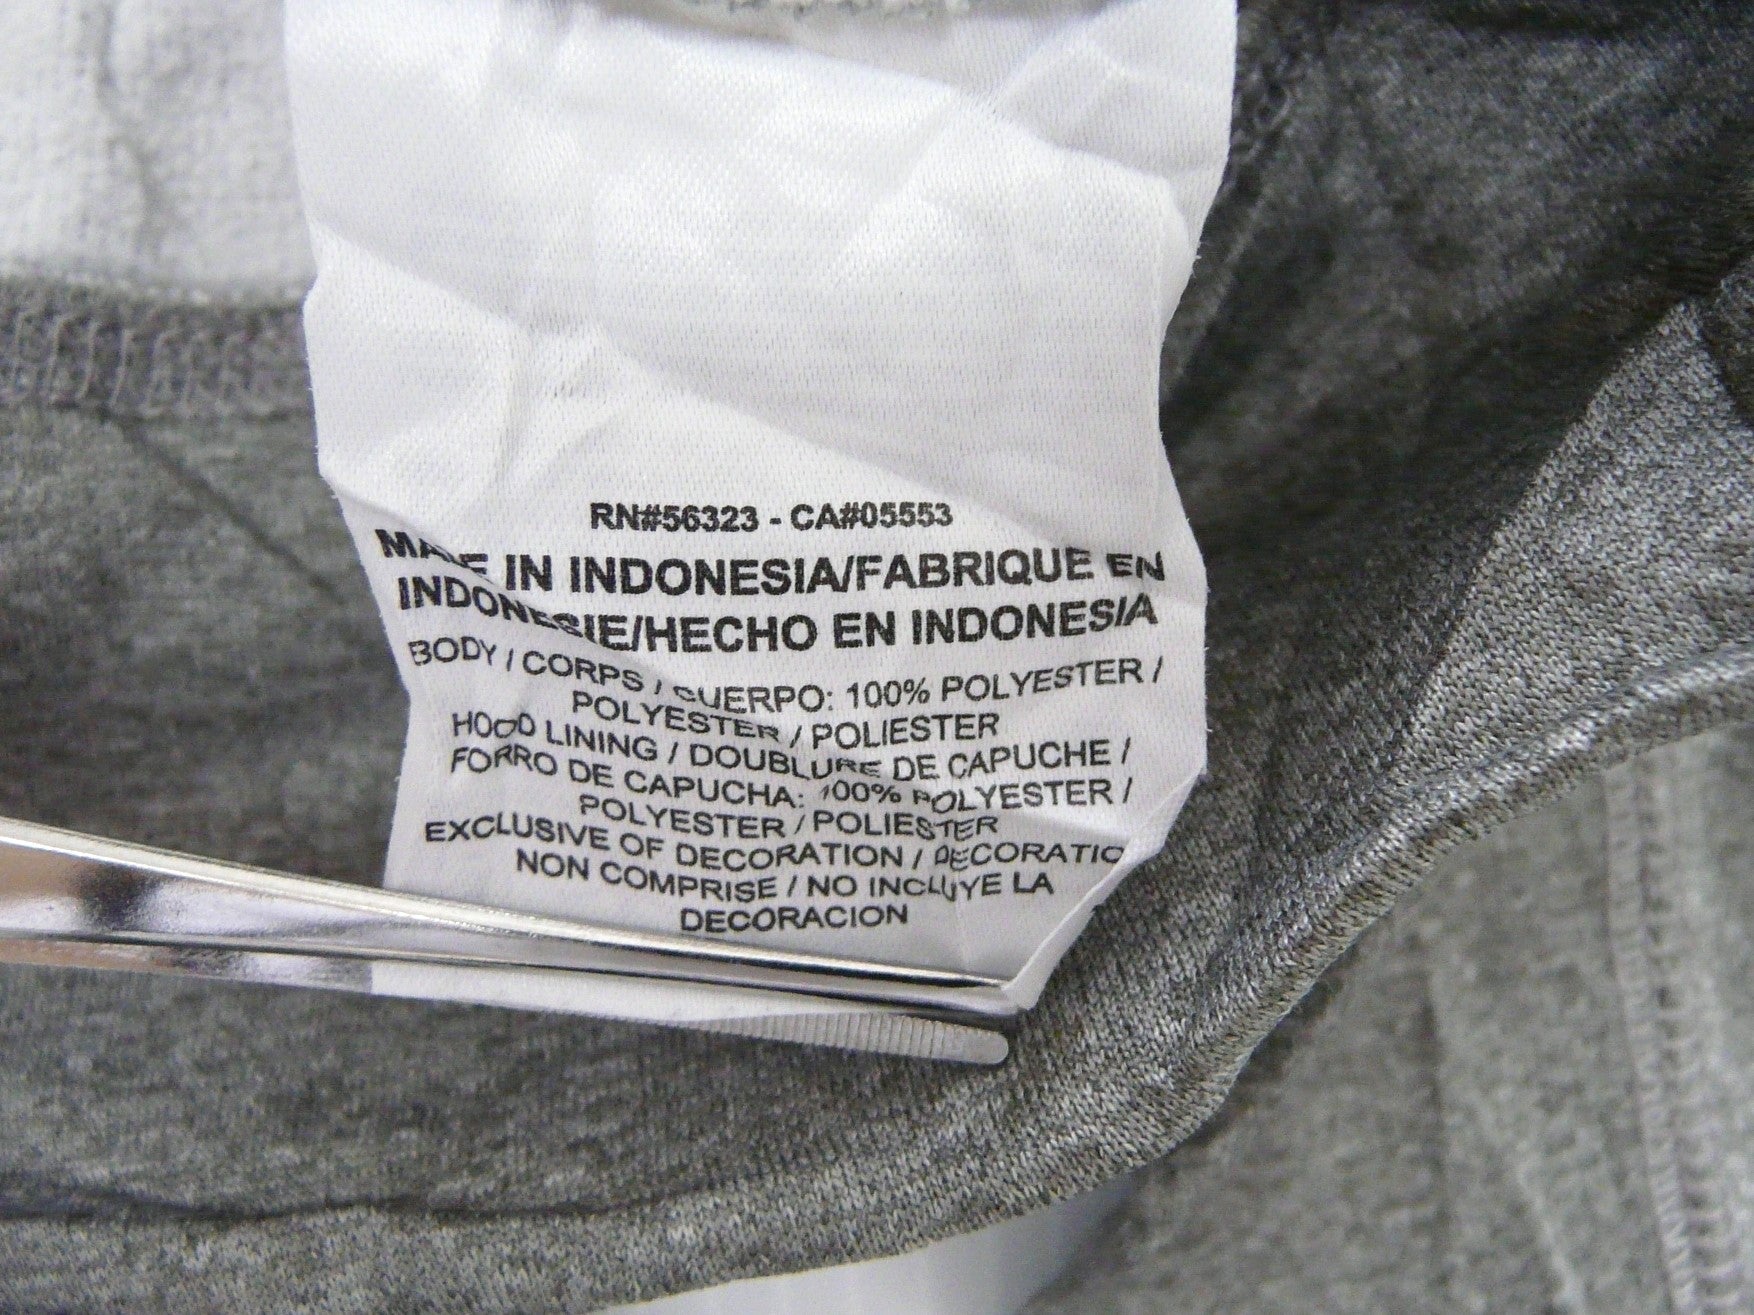 RN#56323 - CA#05553
MADE IN INDONESIA/FABRIQUE EN
INDONESIE/HECHO EN INDONESIA
BODY / CORPS / CUERPO: 100% POLYESTER /
POLYESTER / POLIESTER
HOOD LINING / DOUBLURE DE CAPUCHE /
FORRO DE CAPUCHA: 100% POLYESTER /
POLYESTER / POLIESTER
EXCLUSIVE OF DECORATION / DECORATIO
NON COMPRISE / NO INCLUYE LA
DECORACION